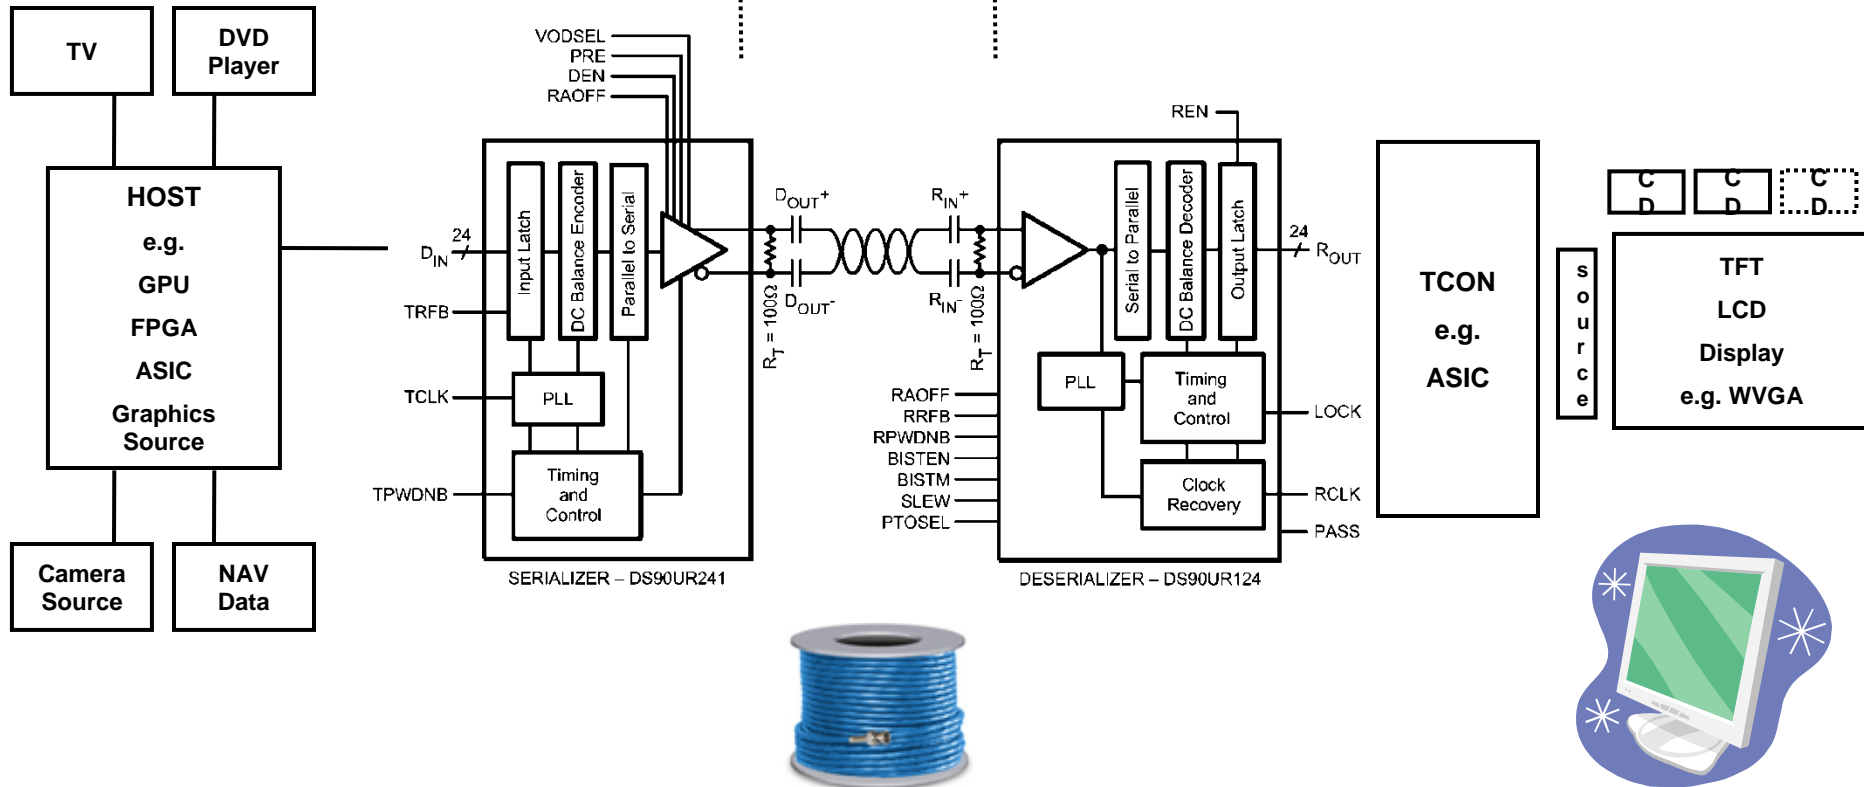 TV
DVD
Player
HOST
e.g.
GPU
FPGA
ASIC
Graphics
Source
Camera
Source
NAV
Data
VODSEL
PRE
DEN
RAOFF
24
DIN
TRFB
TCLK
TPWDNB
Input Latch
DC Balance Encoder
Parallel to Serial
PLL
Timing
and
Control
SERIALIZER – DS90UR241
DOUT+
DOUT-
RT = 100Ω
RIN+
RIN-
RT = 100Ω
REN
Serial to Parallel
DC Balance Decoder
Output Latch
PLL
Timing
and
Control
Clock
Recovery
RAOFF
RRFB
RPWDNB
BISTEN
BISTM
SLEW
PTOSEL
24
ROUT
LOCK
RCLK
PASS
DESERIALIZER – DS90UR124
TCON
e.g.
ASIC
source
C
D
C
D
C
D
TFT
LCD
Display
e.g. WVGA